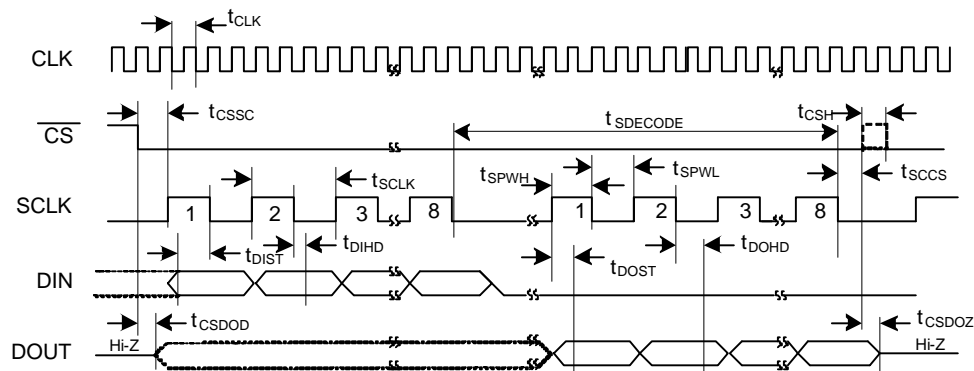 tCLK
CLK
tCSSC
tCSH
CS
tSDECODE
tSCLK
tSPWH
tSPWL
tSCCS
SCLK
1 2 3 8 1 2 3 8
tDIST
tDIHD
tDOST
tDOHD
DIN
tCSDOD
tCSDOZ
Hi-Z
Hi-Z
DOUT